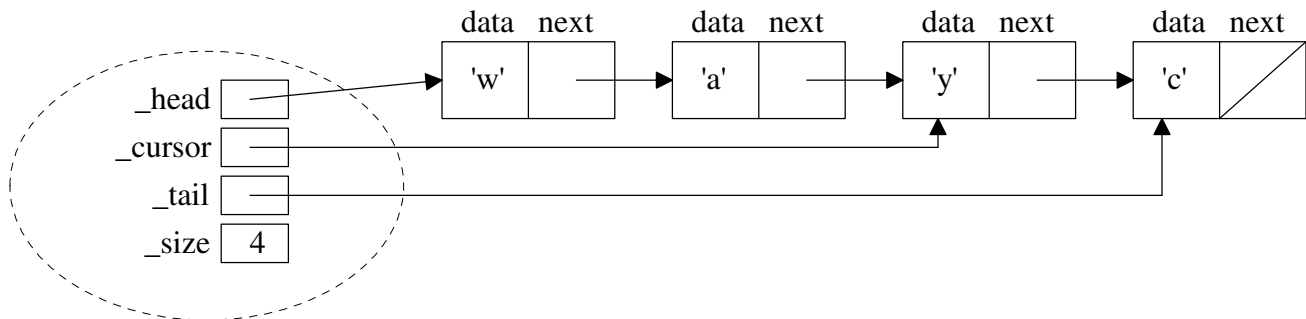 data next data next data next data next
_head 'w' 'a' 'y' 'c'
_cursor
_tail
_size 4